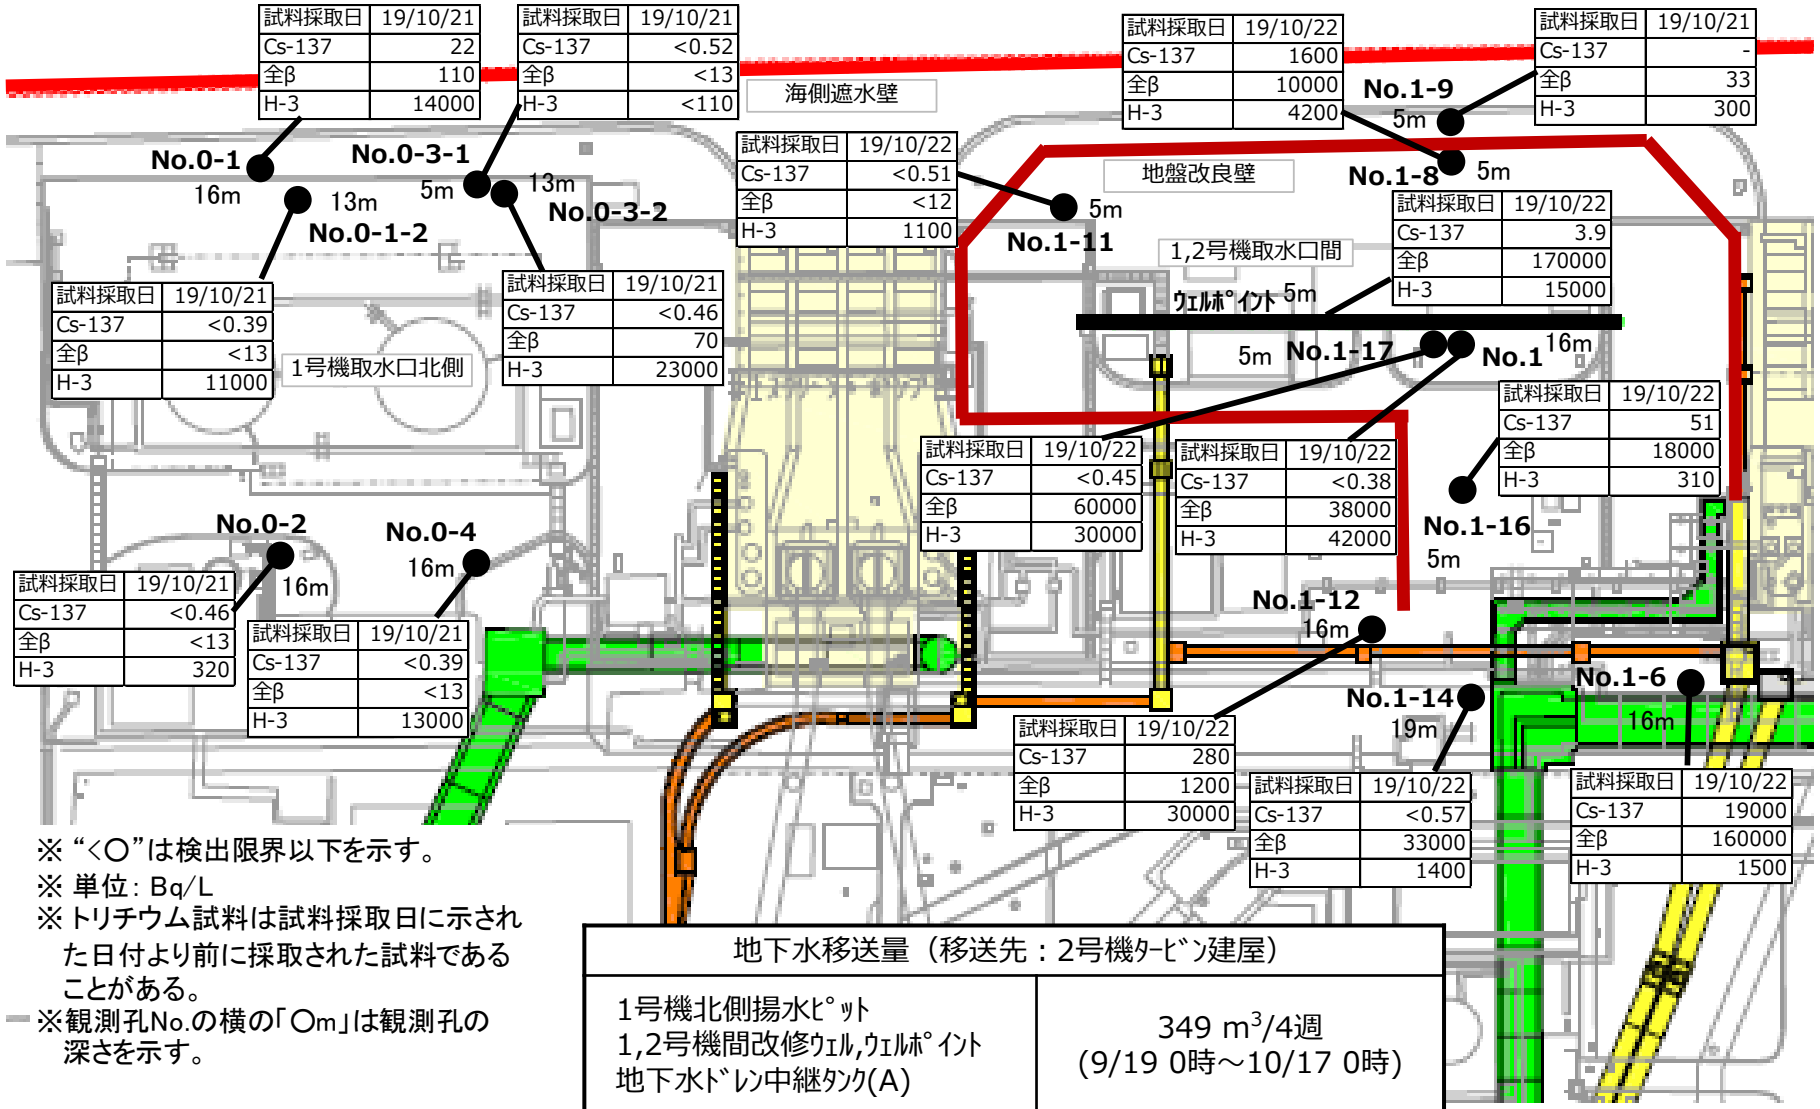 試料採取日 19/10/21
Cs-137 22
全β 110
H-3 14000
試料採取日 19/10/21
Cs-137 <0.52
全β <13
H-3 <110
海側遮水壁
試料採取日 19/10/22
Cs-137 1600
全β 10000
H-3 4200
No.1-9
5m
試料採取日 19/10/21
Cs-137 -
全β 33
H-3 300
No.0-1
16m
No.0-3-1
5m
13m
No.0-3-2
13m
No.0-1-2
試料採取日 19/10/22
Cs-137 <0.51
全β <12
H-3 1100
5m
No.1-11
地盤改良壁
No.1-8
5m
1,2号機取水口間
試料採取日 19/10/22
Cs-137 3.9
全β 170000
H-3 15000
試料採取日 19/10/21
Cs-137 <0.39
全β <13
H-3 11000
1号機取水口北側
試料採取日 19/10/21
Cs-137 <0.46
全β 70
H-3 23000
ウェルポイント 5m
5m
No.1-17
No.1
16m
試料採取日 19/10/22
Cs-137 51
全β 18000
H-3 310
No.1-16
5m
試料採取日 19/10/22
Cs-137 <0.45
全β 60000
H-3 30000
試料採取日 19/10/22
Cs-137 <0.38
全β 38000
H-3 42000
No.0-2
16m
No.0-4
16m
試料採取日 19/10/21
Cs-137 <0.46
全β <13
H-3 320
試料採取日 19/10/21
Cs-137 <0.39
全β <13
H-3 13000
No.1-12
16m
No.1-14
19m
No.1-6
16m
試料採取日 19/10/22
Cs-137 280
全β 1200
H-3 30000
試料採取日 19/10/22
Cs-137 <0.57
全β 33000
H-3 1400
試料採取日 19/10/22
Cs-137 19000
全β 160000
H-3 1500
※ “<〇”は検出限界以下を示す。
※ 単位: Bq/L
※ トリチウム試料は試料採取日に示され
た日付より前に採取された試料である
ことがある。
※観測孔No.の横の「〇m」は観測孔の
深さを示す。
地下水移送量（移送先：2号機タービン建屋）
1号機北側揚水ピット
1,2号機間改修ウェル,ウェルポイント
地下水ドレン中継タンク(A)
349 m³/4週
(9/19 0時～10/17 0時)